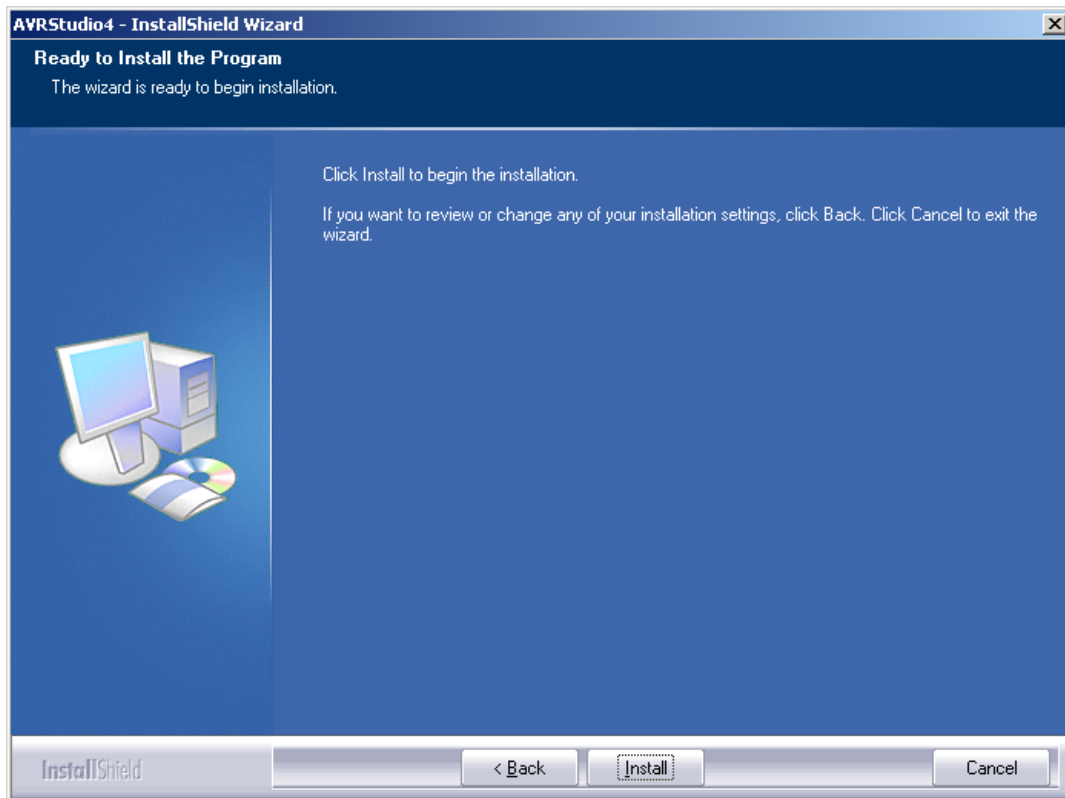 AVRStudio4 - InstallShield Wizard
Ready to Install the Program
The wizard is ready to begin installation.
Click Install to begin the installation.
If you want to review or change any of your installation settings, click Back. Click Cancel to exit the
wizard.
InstallShield
< Back
Install
Cancel